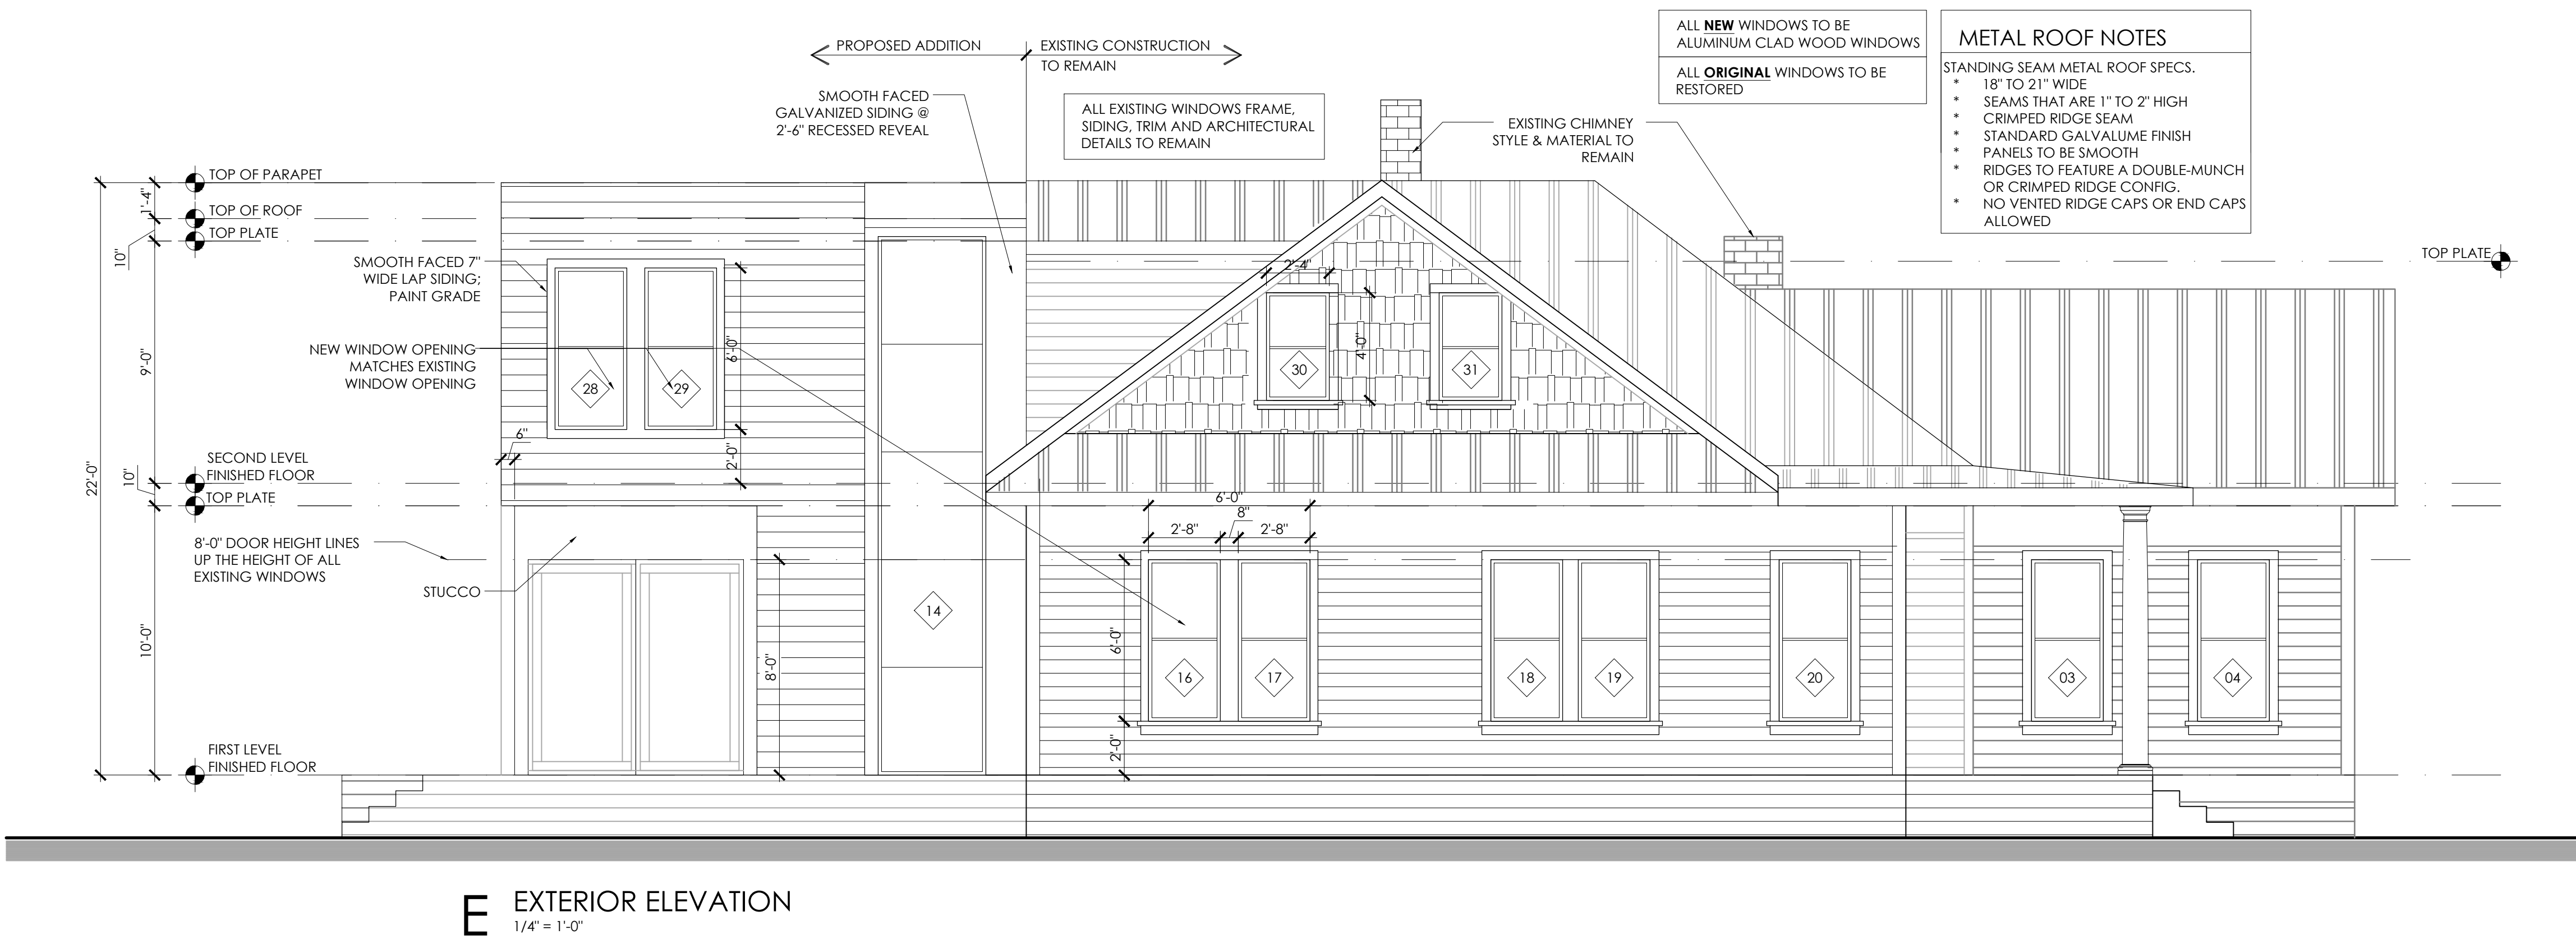 PROPOSED ADDITION
EXISTING CONSTRUCTION
TO REMAIN
ALL NEW WINDOWS TO BE
ALUMINUM CLAD WOOD WINDOWS
ALL ORIGINAL WINDOWS TO BE
RESTORED
METAL ROOF NOTES
STANDING SEAM METAL ROOF SPECS.
* 18" TO 21" WIDE
* SEAMS THAT ARE 1" TO 2" HIGH
* CRIMPED RIDGE SEAM
* STANDARD GALVALUME FINISH
* PANELS TO BE SMOOTH
* RIDGES TO FEATURE A DOUBLE-MUNCH
OR CRIMPED RIDGE CONFIG.
* NO VENTED RIDGE CAPS OR END CAPS
ALLOWED
SMOOTH FACED
GALVANIZED SIDING @
2'-6" RECESSED REVEAL
ALL EXISTING WINDOWS FRAME,
SIDING, TRIM AND ARCHITECTURAL
DETAILS TO REMAIN
EXISTING CHIMNEY
STYLE & MATERIAL TO
REMAIN
TOP OF PARAPET
1'-4"
TOP OF ROOF
TOP PLATE
10"
TOP PLATE
SMOOTH FACED 7"
WIDE LAP SIDING;
PAINT GRADE
2'-4"
NEW WINDOW OPENING
MATCHES EXISTING
WINDOW OPENING
9'-0"
6'-0"
4'-0"
28
29
30
31
6"
2'-0"
SECOND LEVEL
FINISHED FLOOR
22'-0"
10"
TOP PLATE
6'-0"
8"
2'-8"
2'-8"
8'-0" DOOR HEIGHT LINES
UP THE HEIGHT OF ALL
EXISTING WINDOWS
STUCCO
14
10'-0"
8'-0"
6'-0"
16
17
18
19
20
03
04
2'-0"
FIRST LEVEL
FINISHED FLOOR
E
EXTERIOR ELEVATION
1/4" = 1'-0"